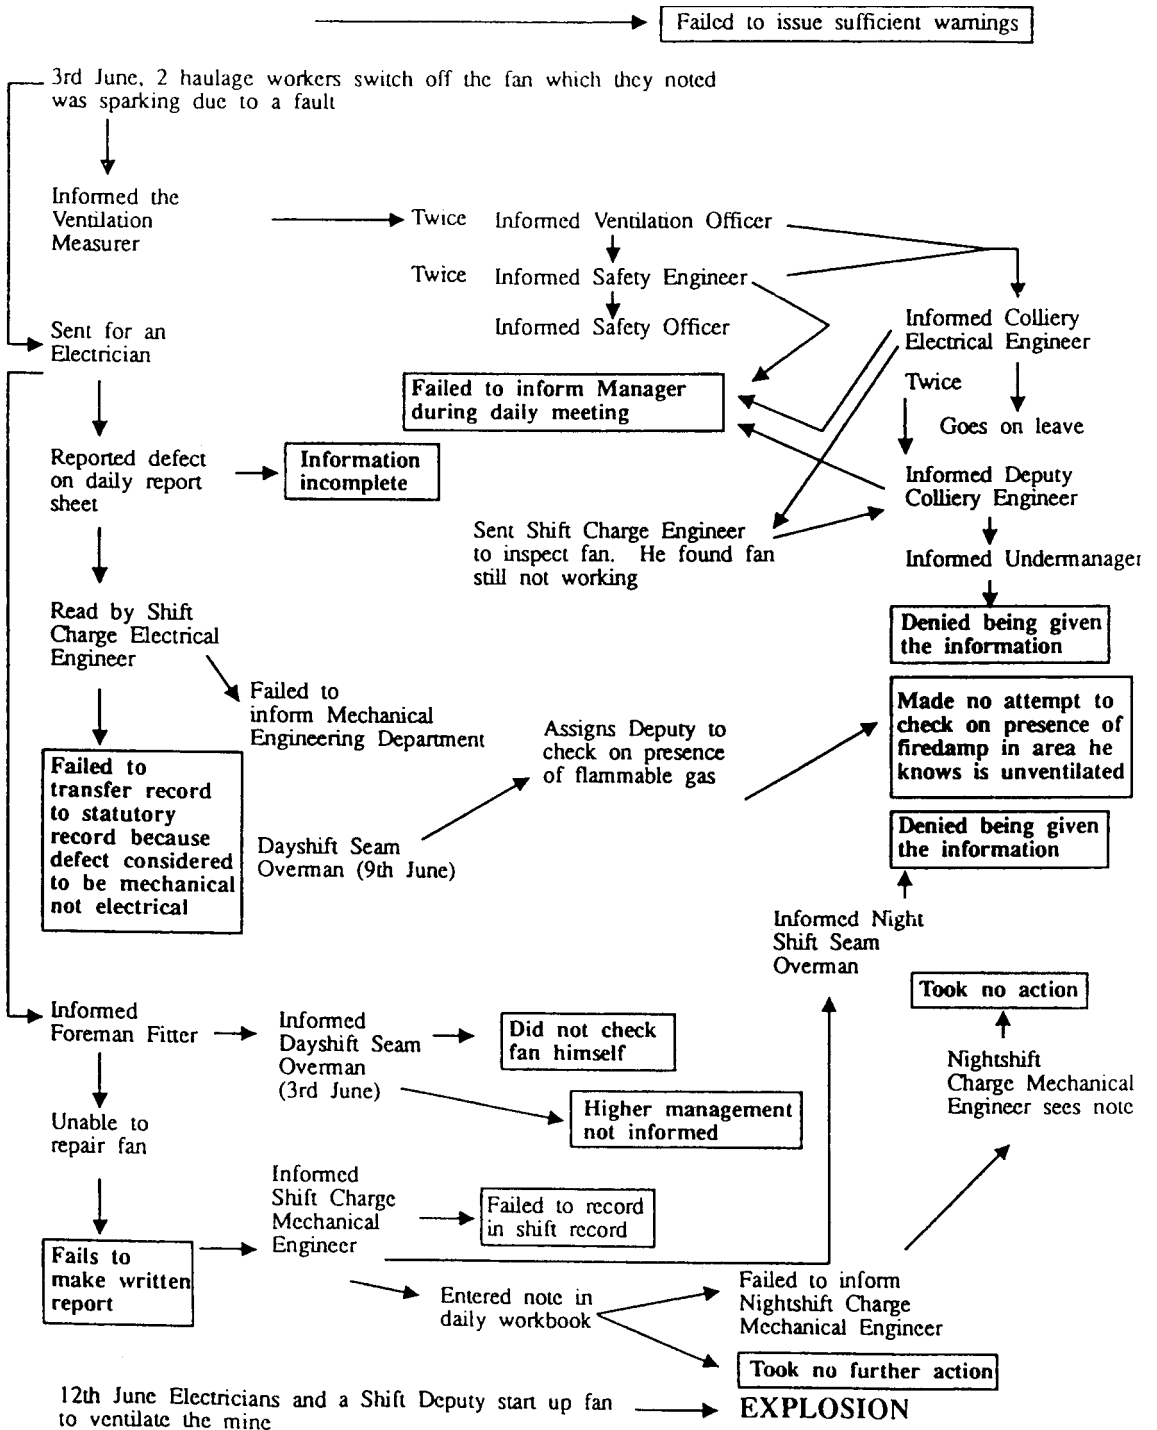 Failed to issue sufficient warnings
3rd June, 2 haulage workers switch off the fan which they noted
was sparking due to a fault
Informed the
Ventilation
Measurer
Twice
Informed Ventilation Officer
Twice
Informed Safety Engineer
Informed Safety Officer
Informed Colliery
Electrical Engineer
Sent for an
Electrician
Failed to inform Manager
during daily meeting
Twice
Goes on leave
Reported defect
on daily report
sheet
Information
incomplete
Informed Deputy
Colliery Engineer
Sent Shift Charge Engineer
to inspect fan. He found fan
still not working
Informed Undermanager
Denied being given
the information
Read by Shift
Charge Electrical
Engineer
Failed to
inform Mechanical
Engineering Department
Assigns Deputy to
check on presence
of flammable gas
Made no attempt to
check on presence of
firedamp in area he
knows is unventilated
Failed to
transfer record
to statutory
record because
defect considered
to be mechanical
not electrical
Dayshift Seam
Overman (9th June)
Denied being given
the information
Informed Night
Shift Seam
Overman
Took no action
Informed
Foreman Fitter
Informed
Dayshift Seam
Overman
(3rd June)
Did not check
fan himself
Nightshift
Charge Mechanical
Engineer sees note
Higher management
not informed
Unable to
repair fan
Informed
Shift Charge
Mechanical
Engineer
Failed to record
in shift record
Fails to
make written
report
Entered note in
daily workbook
Failed to inform
Nightshift Charge
Mechanical Engineer
Took no further action
12th June Electricians and a Shift Deputy start up fan
to ventilate the mine
EXPLOSION